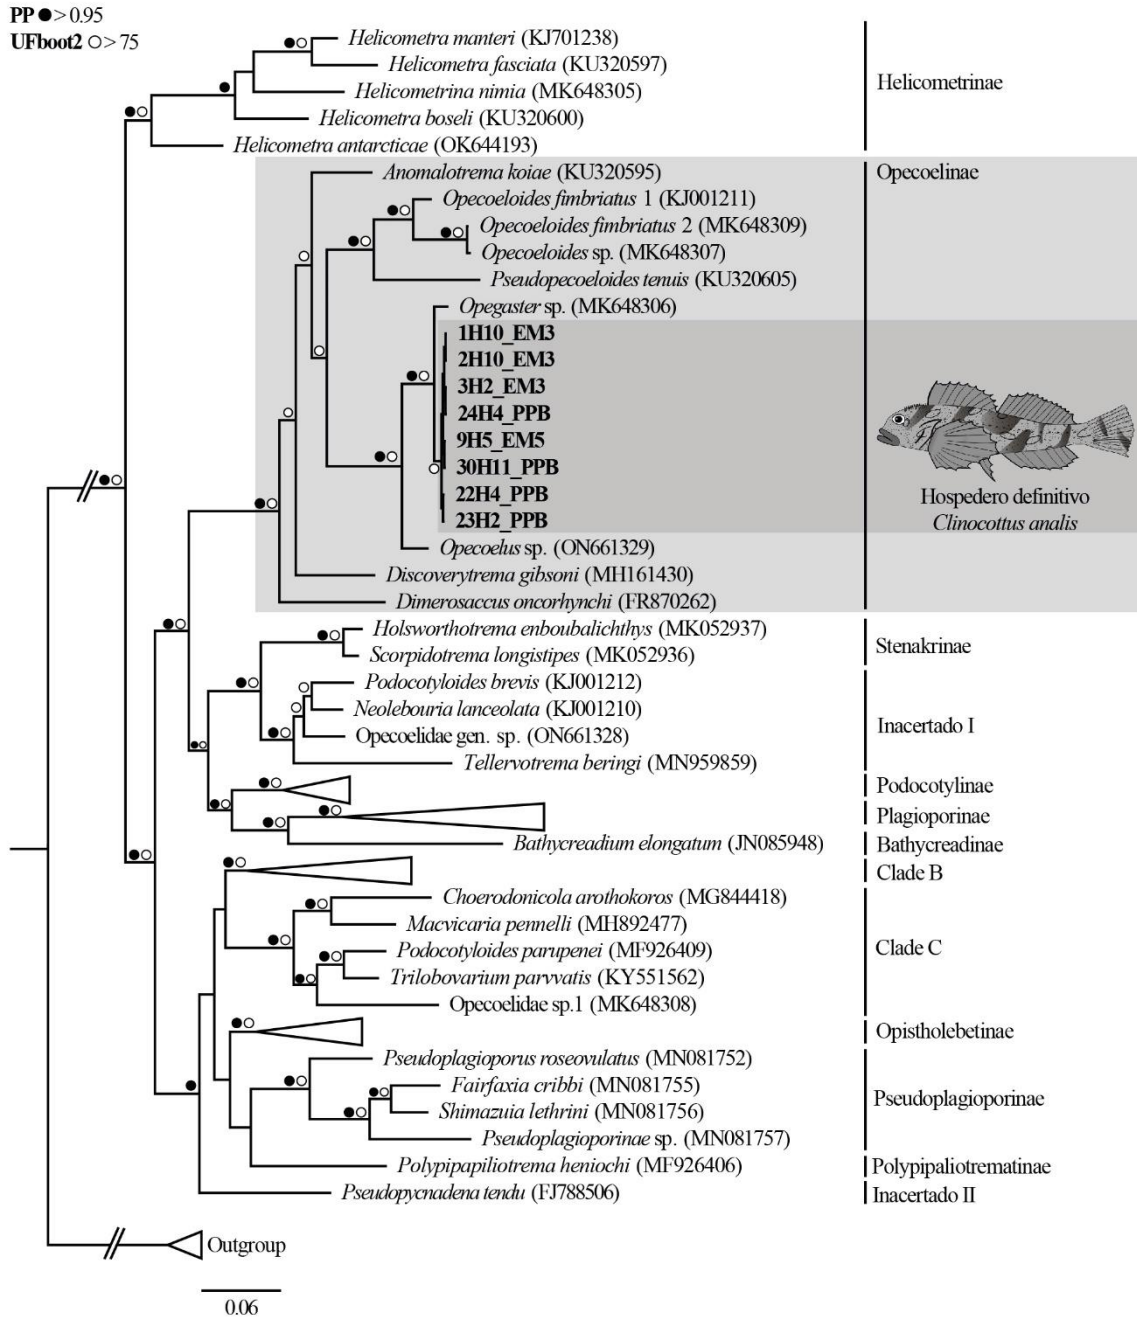 PP ●> 0.95
UFboot2 ○> 75
Helicometra manteri (KJ701238)
Helicometra fasciata (KU320597)
Helicometrina nimia (MK648305)
Helicometra boseli (KU320600)
Helicometra antarcticae (OK644193)
Helicometrinae
Anomalotrema koiae (KU320595)
Opecoelinae
Opecoeloides fimbriatus 1 (KJ001211)
Opecoeloides fimbriatus 2 (MK648309)
Opecoeloides sp. (MK648307)
Pseudopecoeloides tenuis (KU320605)
Opegaster sp. (MK648306)
1H10_EM3
2H10_EM3
3H2_EM3
24H4_PPB
9H5_EM5
30H11_PPB
22H4_PPB
23H2_PPB
Hospedero definitivo
Clinocottus analis
Opecoelus sp. (ON661329)
Discoverytrema gibsoni (MH161430)
Dimerosaccus oncorhynchi (FR870262)
Holsworthotrema enboubalichthys (MK052937)
Scorpidotrema longistipes (MK052936)
Stenakrinae
Podocotyloides brevis (KJ001212)
Neolebouria lanceolata (KJ001210)
Opecoelidae gen. sp. (ON661328)
Tellervotrema beringi (MN959859)
Inacertado I
Podocotylinae
Plagioporinae
Bathycreadium elongatum (JN085948)
Bathycreadinae
Clade B
Choerodonicola arothokoros (MG844418)
Macvicaria pennelli (MH892477)
Podocotyloides parupenei (MF926409)
Trilobovarium parvvatis (KY551562)
Opecoelidae sp.1 (MK648308)
Clade C
Opistholebetinae
Pseudoplagioporus roseovulatus (MN081752)
Fairfaxia cribbi (MN081755)
Shimazuia lethrini (MN081756)
Pseudoplagioporinae sp. (MN081757)
Pseudoplagioporinae
Polypipapiliotrema heniochi (MF926406)
Polypipaliotrematinae
Pseudopycnadena tendu (FJ788506)
Inacertado II
Outgroup
0.06